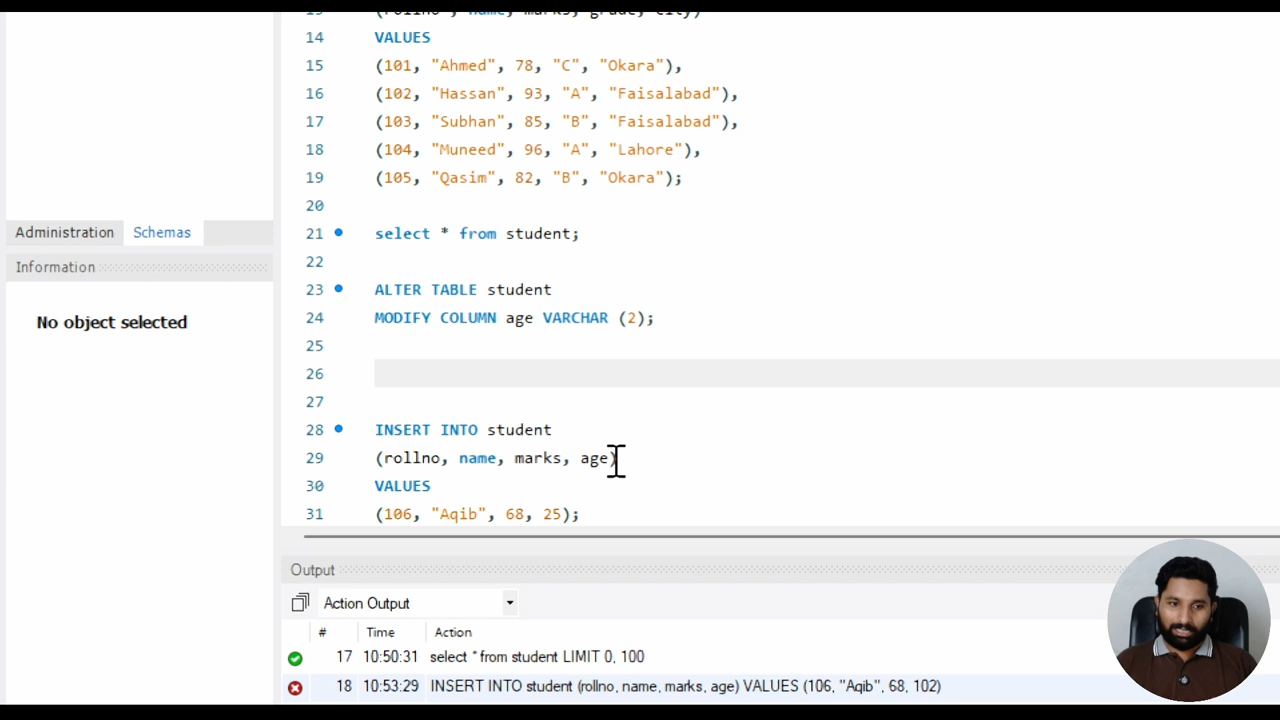 (rollno , name, marks, grade, city)
14 VALUES
15 (101, "Ahmed", 78, "C", "Okara"),
16 (102, "Hassan", 93, "A", "Faisalabad"),
17 (103, "Subhan", 85, "B", "Faisalabad"),
18 (104, "Muneed", 96, "A", "Lahore"),
19 (105, "Qasim", 82, "B", "Okara");
20
Administration Schemas
21 select * from student;
Information
22
23 ALTER TABLE student
24 MODIFY COLUMN age VARCHAR (2);
No object selected
25
26
27
28 INSERT INTO student
29 (rollno, name, marks, age)
30 VALUES
31 (106, "Aqib", 68, 25);
Output
Action Output
# Time Action
17 10:50:31 select * from student LIMIT 0, 100
18 10:53:29 INSERT INTO student (rollno, name, marks, age) VALUES (106, "Aqib", 68, 102)